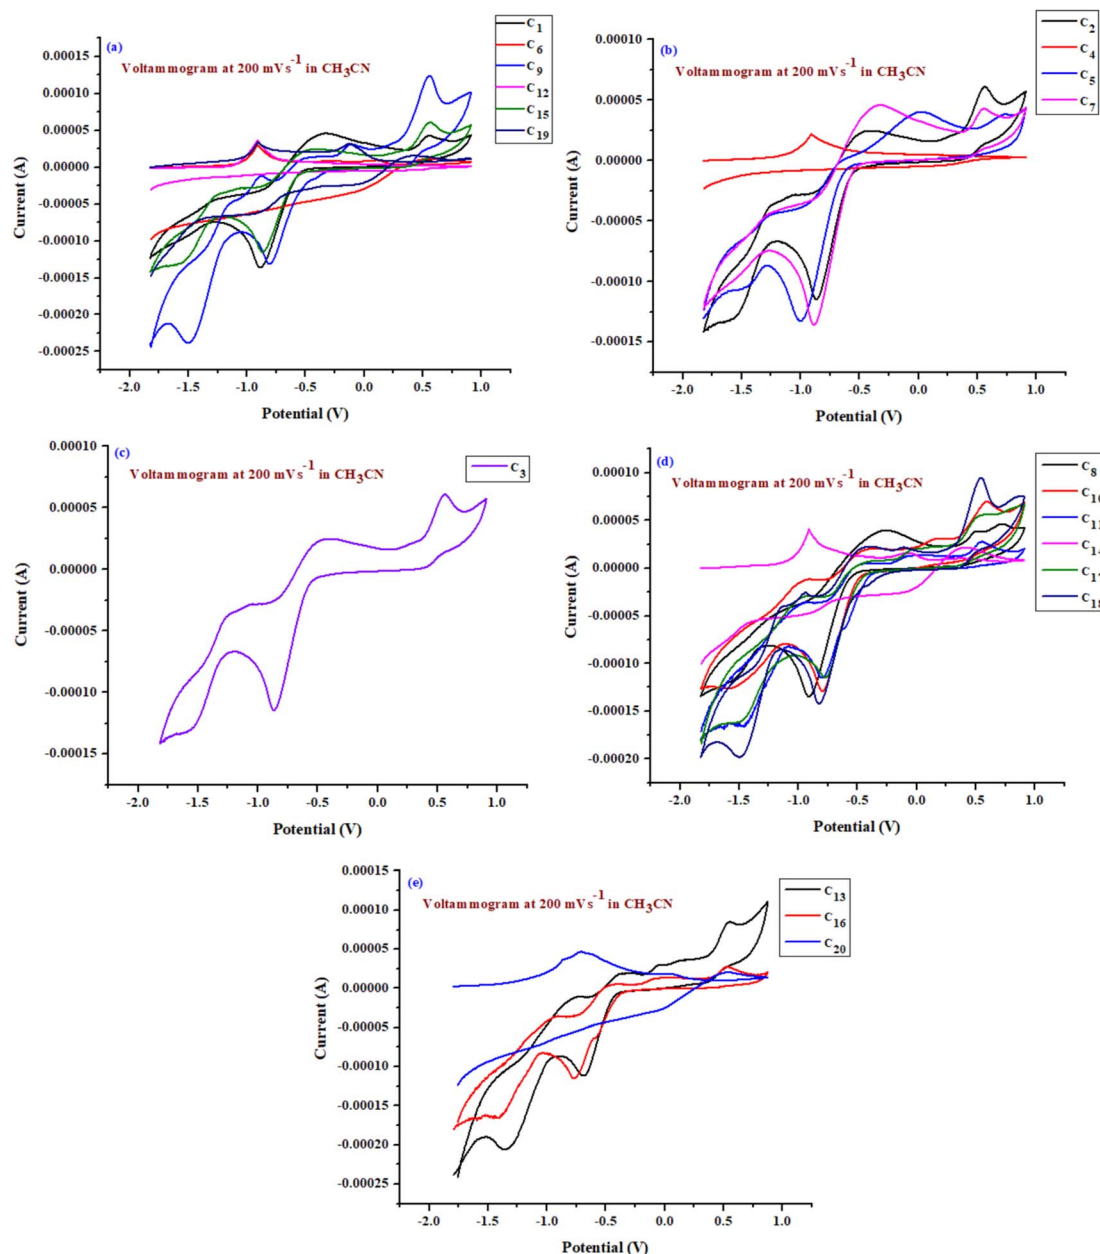 (a)
Voltammogram at 200 mVs-1 in CH3CN
C1
C6
C9
C12
C15
C19
0.00015
0.00010
0.00005
0.00000
-0.00005
-0.00010
-0.00015
-0.00020
-0.00025
Current (A)
-2.0 -1.5 -1.0 -0.5 0.0 0.5 1.0
Potential (V)
(b)
Voltammogram at 200 mVs-1 in CH3CN
C2
C4
C5
C7
0.00010
0.00005
0.00000
-0.00005
-0.00010
-0.00015
Current (A)
-2.0 -1.5 -1.0 -0.5 0.0 0.5 1.0
Potential (V)
(c)
Voltammogram at 200 mVs-1 in CH3CN
C3
0.00010
0.00005
0.00000
-0.00005
-0.00010
-0.00015
Current (A)
-2.0 -1.5 -1.0 -0.5 0.0 0.5 1.0
Potential (V)
(d)
Voltammogram at 200 mVs-1 in CH3CN
C8
C10
C11
C14
C17
C18
0.00010
0.00005
0.00000
-0.00005
-0.00010
-0.00015
-0.00020
Current (A)
-2.0 -1.5 -1.0 -0.5 0.0 0.5 1.0
Potential (V)
(e)
Voltammogram at 200 mVs-1 in CH3CN
C13
C16
C20
0.00015
0.00010
0.00005
0.00000
-0.00005
-0.00010
-0.00015
-0.00020
-0.00025
Current (A)
-2.0 -1.5 -1.0 -0.5 0.0 0.5 1.0
Potential (V)